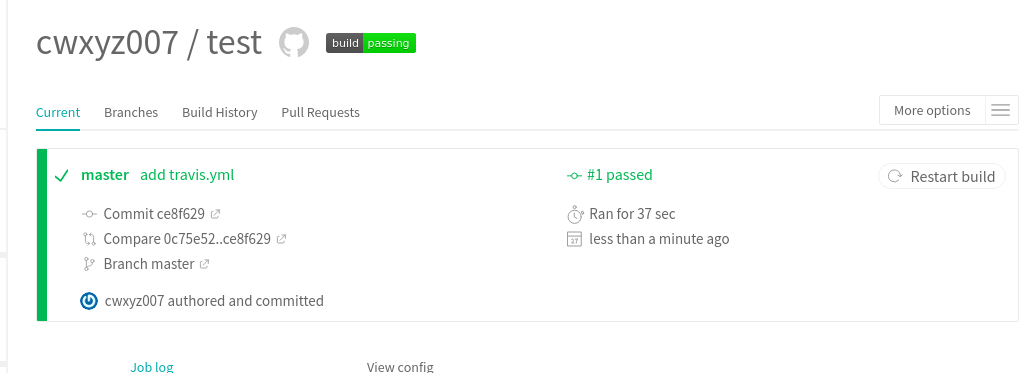 cwxyz007 / test build passing
Current Branches Build History Pull Requests More options
master add travis.yml #1 passed Restart build
Commit ce8f629 Ran for 37 sec
Compare 0c75e52..ce8f629 27 less than a minute ago
Branch master
cwxyz007 authored and committed
Job log View config